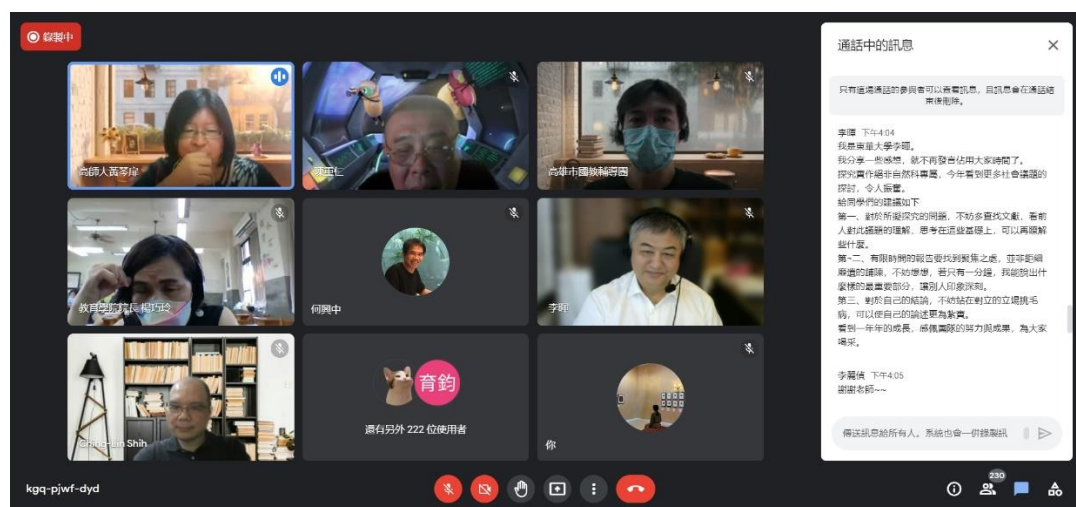 錄製中
高師大黃琴扉
高雄市國教輔導團
教育學院院長 楊巧玲
何興中
李暉
Ching-Lin Shih
育鈞
還有另外 222 位使用者
你
通話中的訊息
只有這場通話的參與者可以查看訊息，且訊息會在通話結
束後刪除。
李暉 下午4:04
我是東華大學李暉。
我分享一些感想，就不再發言佔用大家時間了。
探究實作絕非自然科專屬，今年看到更多社會議題的
探討，令人振奮。
給同學們的建議如下
第一、對於所擬探究的問題，不妨多查找文獻，看前
人對此議題的理解，思考在這些基礎上，可以再瞭解
些什麼。
第~二、有限時間的報告要找到聚焦之處，並非鉅細
靡遺的鋪陳，不妨想想，若只有一分鐘，我能說出什
麼樣的最重要部分，讓別人印象深刻。
第三、對於自己的結論，不妨站在對立的立場挑毛
病，可以使自己的論述更為紮實。
看到一年年的成長，感佩團隊的努力與成果，為大家
喝采。
李麗偵 下午4:05
謝謝老師~~
傳送訊息給所有人。系統也會一併錄製訊
kgq-pjwf-dyd
230